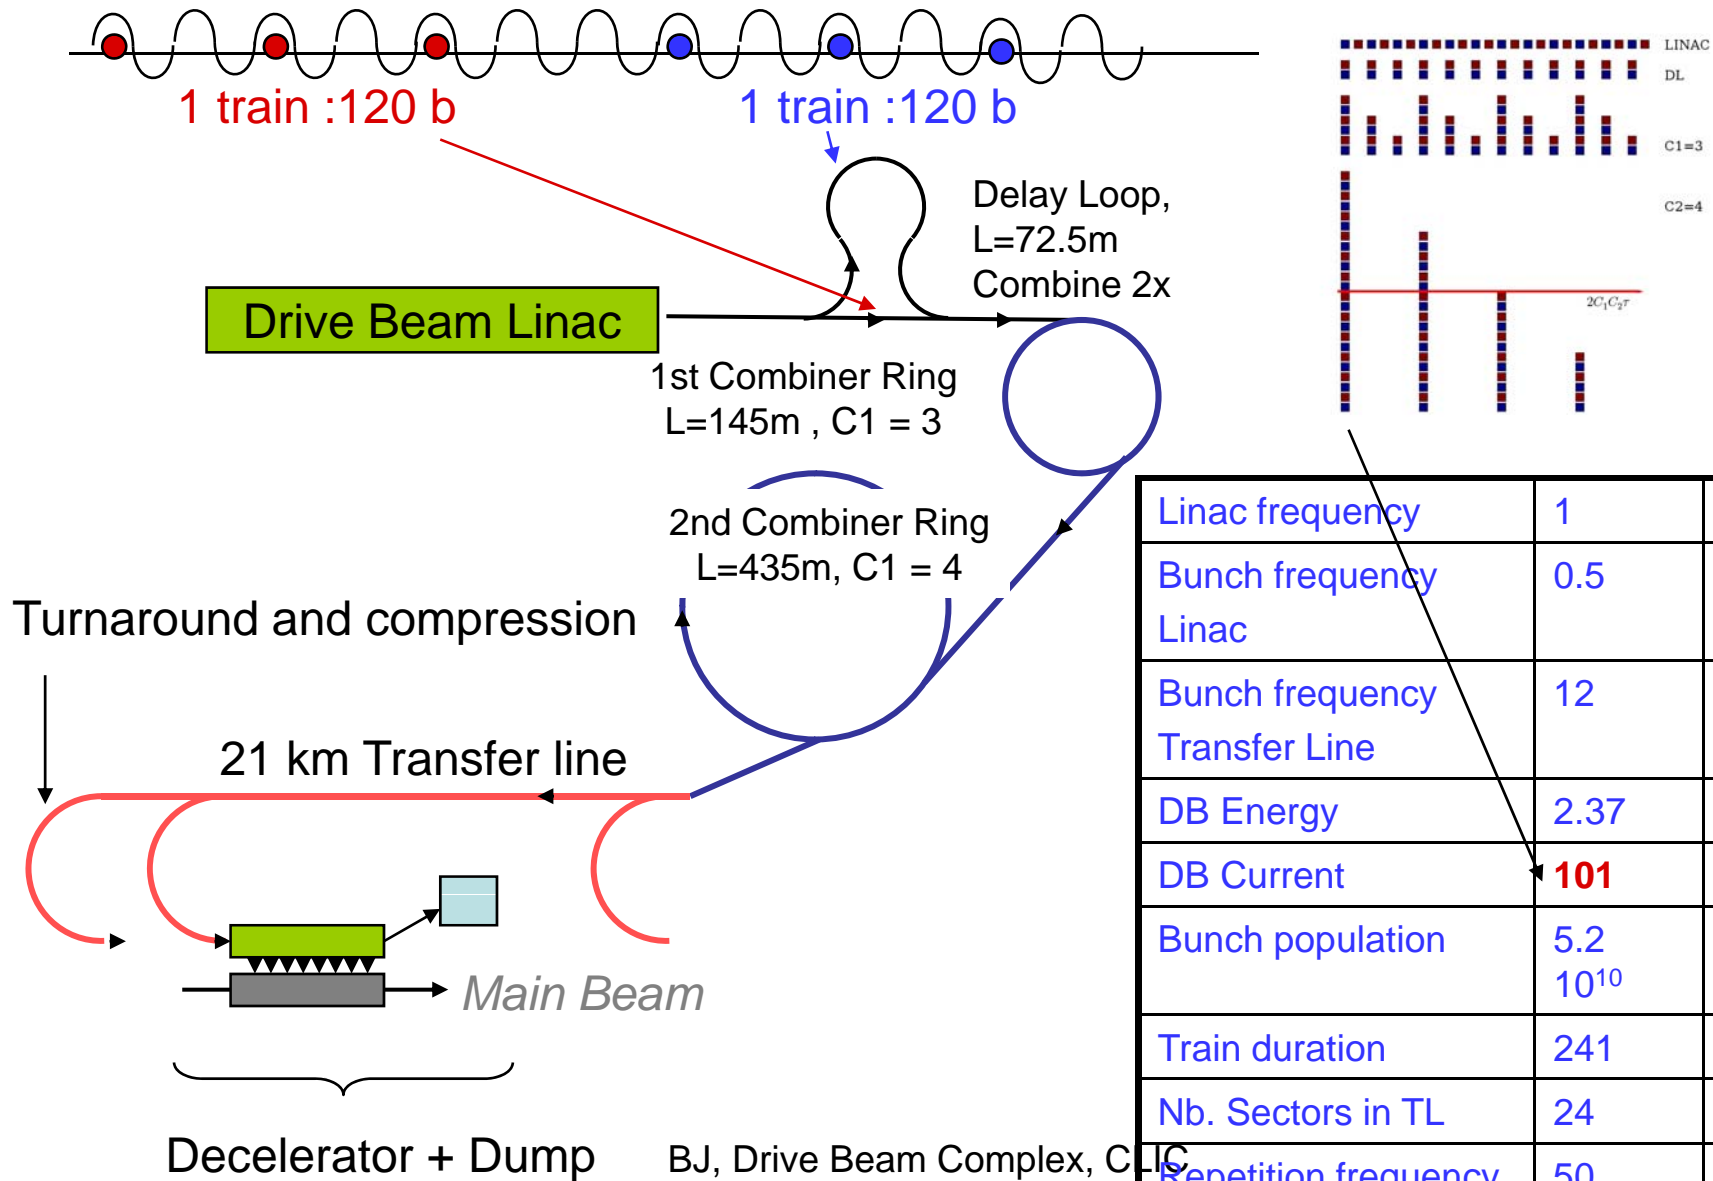 1 train :120 b
1 train :120 b
LINAC
DL
C1=3
C2=4
2C₁C₂τ
Delay Loop,
L=72.5m
Combine 2x
Drive Beam Linac
1st Combiner Ring
L=145m , C1 = 3
2nd Combiner Ring
L=435m, C1 = 4
Turnaround and compression
21 km Transfer line
Main Beam
Decelerator + Dump
BJ, Drive Beam Complex, CLIC
Linac frequency 1
Bunch frequency 0.5
Linac
Bunch frequency 12
Transfer Line
DB Energy 2.37
DB Current 101
Bunch population 5.2
10¹⁰
Train duration 241
Nb. Sectors in TL 24
Repetition frequency 50